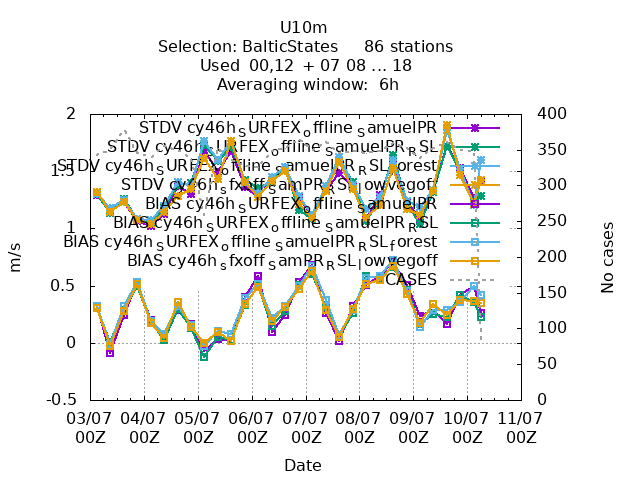 U10m
Selection: BalticStates     86 stations
Used  00,12  + 07 08 ... 18
Averaging window:  6h
STDV cy46h_SURFEX_offline_samuelPR
STDV cy46h_SURFEX_offline_samuelPR_RSL
STDV cy46h_SURFEX_offline_samuelPR_RSL_forest
STDV cy46h_sfxoff_SamPR_RSL_lowvegoff
BIAS cy46h_SURFEX_offline_samuelPR
BIAS cy46h_SURFEX_offline_samuelPR_RSL
BIAS cy46h_SURFEX_offline_samuelPR_RSL_forest
BIAS cy46h_sfxoff_SamPR_RSL_lowvegoff
CASES
2
1.5
1
0.5
0
-0.5
m/s
400
350
300
250
200
150
100
50
0
No cases
03/07 04/07 05/07 06/07 07/07 08/07 09/07 10/07 11/07
00Z 00Z 00Z 00Z 00Z 00Z 00Z 00Z 00Z
Date